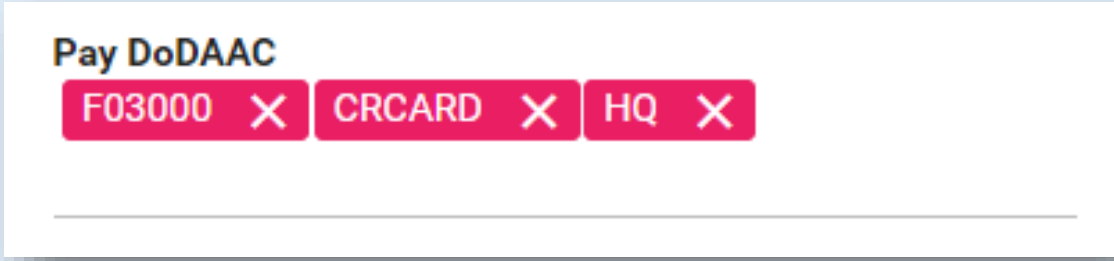 Pay DoDAAC
F03000 × CRCARD × HQ ×